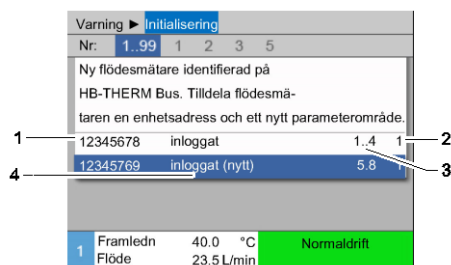 Varning ► Initialisering
Nr: 1..99 1 2 3 5
Ny flödesmätare identifierad på
HB-THERM Bus. Tilldela flödesmä-
taren en enhetsadress och ett nytt parameterområde.
1 12345678 inloggat 1..4 1 2
12345769 inloggat (nytt) 5.8 1 3
4
1 Framledn 40.0 °C Normaldrift
Flöde 23.5 L/min